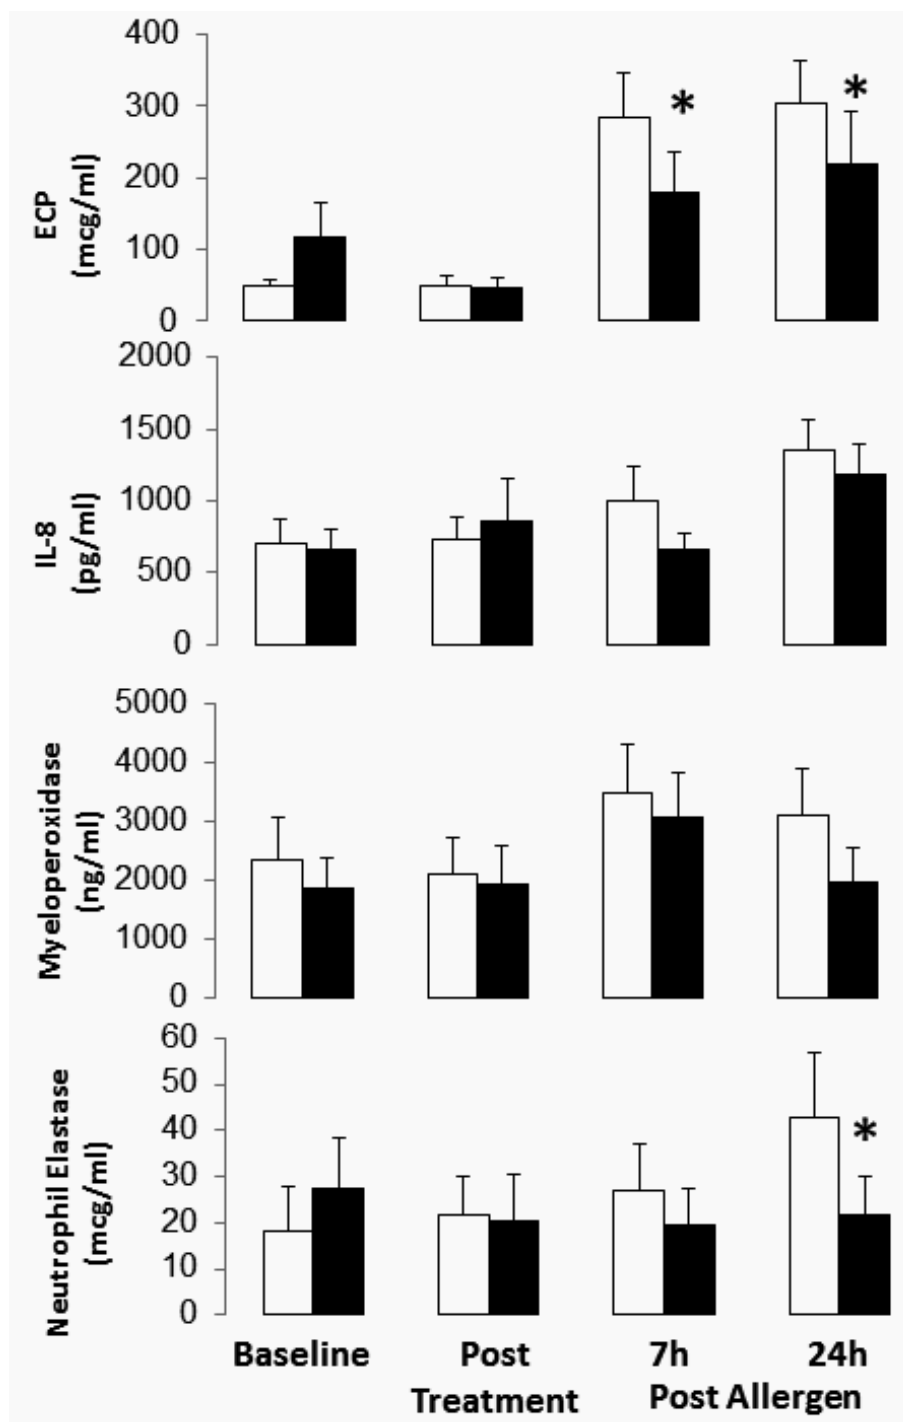 ECP
(mcg/ml)
400
300
200
100
0
*
*
IL-8
(pg/ml)
2000
1500
1000
500
0
Myeloperoxidase
(ng/ml)
5000
4000
3000
2000
1000
0
Neutrophil Elastase
(mcg/ml)
60
50
40
30
20
10
0
*
Baseline
Post
Treatment
7h
24h
Post Allergen